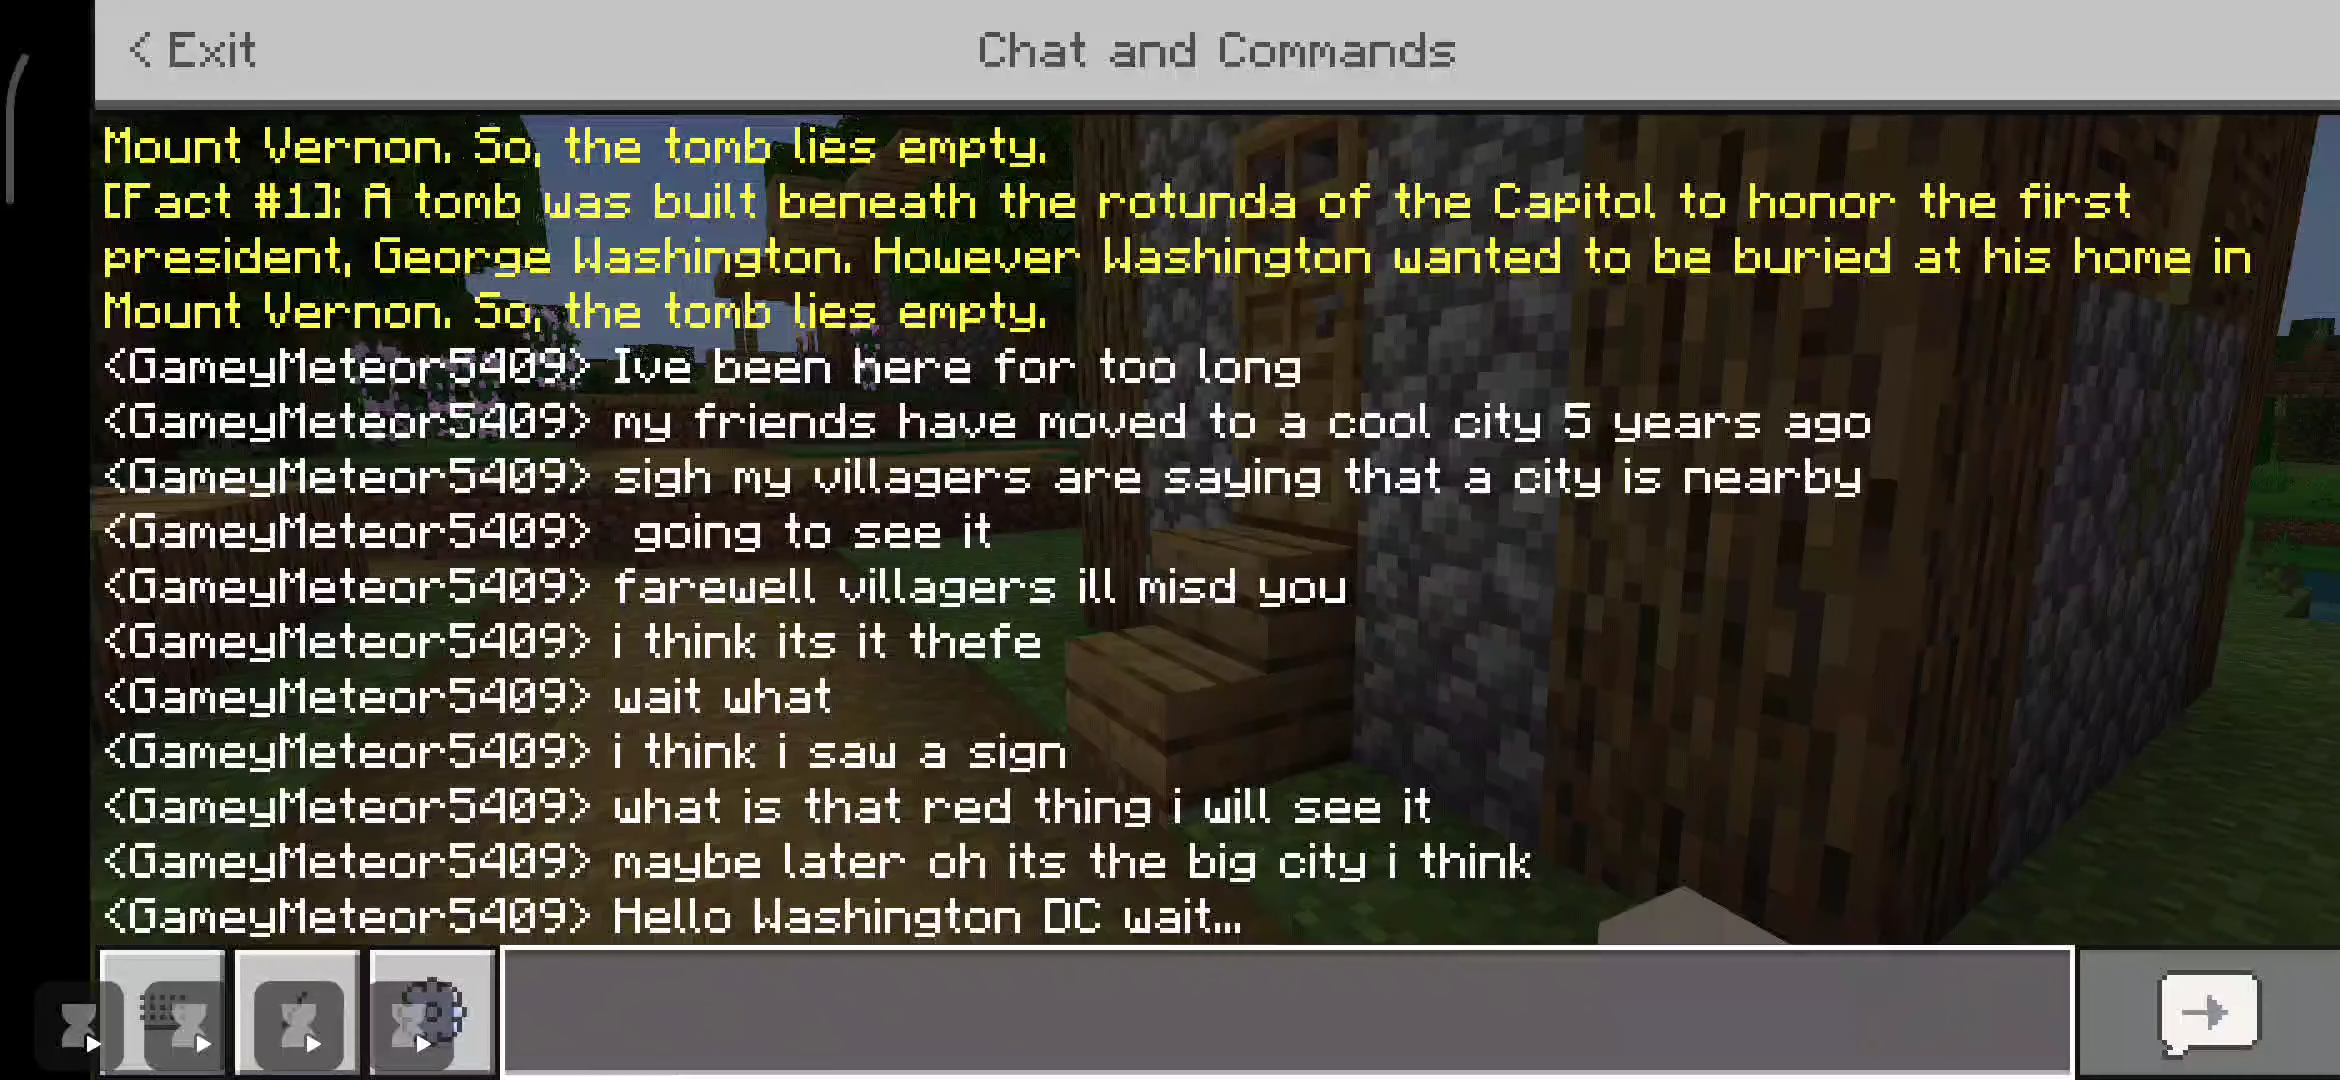 < Exit
Chat and Commands
Mount Vernon. So, the tomb lies empty.
[Fact #1]: A tomb was built beneath the rotunda of the Capitol to honor the first
president, George Washington. However Washington wanted to be buried at his home in
Mount Vernon. So, the tomb lies empty.
<GameyMeteor5409> Ive been here for too long
<GameyMeteor5409> my friends have moved to a cool city 5 years ago
<GameyMeteor5409> sigh my villagers are saying that a city is nearby
<GameyMeteor5409>  going to see it
<GameyMeteor5409> farewell villagers ill misd you
<GameyMeteor5409> i think its it thefe
<GameyMeteor5409> wait what
<GameyMeteor5409> i think i saw a sign
<GameyMeteor5409> what is that red thing i will see it
<GameyMeteor5409> maybe later oh its the big city i think
<GameyMeteor5409> Hello Washington DC wait...